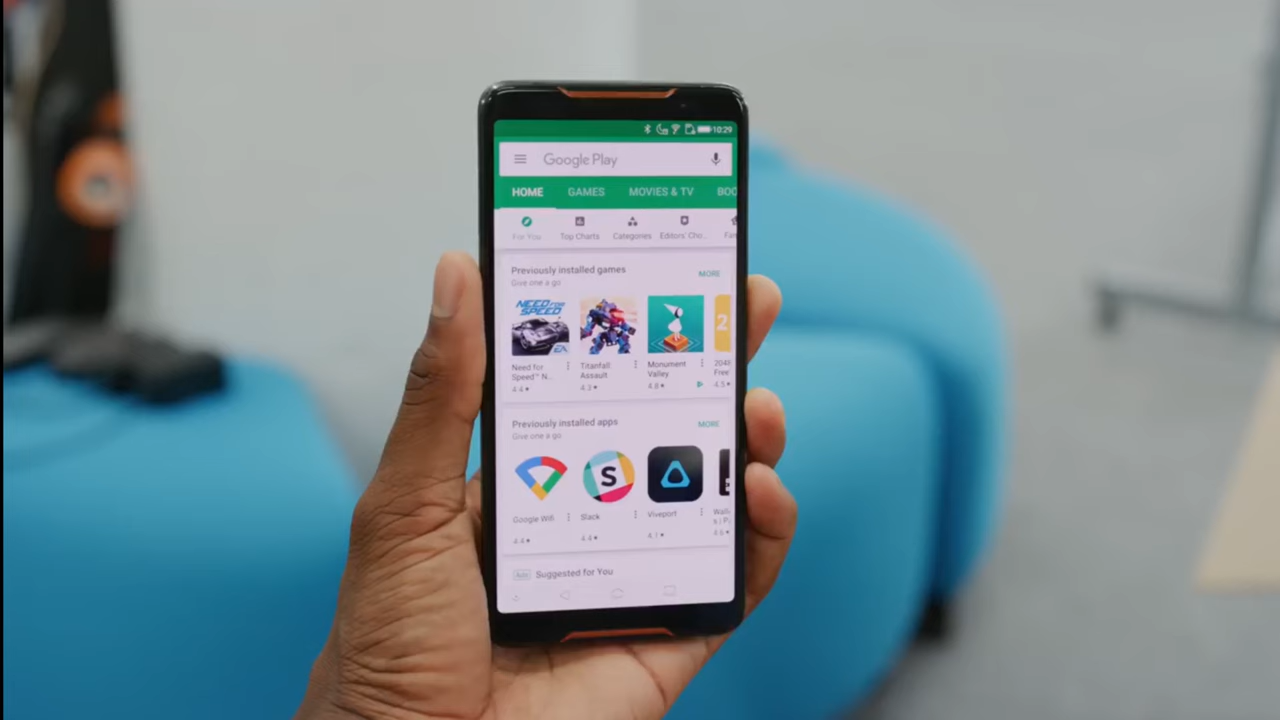 10:29
Google Play
HOME GAMES MOVIES & TV BOO
For You Top Charts Categories Editors' Cho... Fam
Previously installed games MORE
Give one a go
NEED FOR SPEED
EA
2
Need for Speed™ N...
Titanfall: Assault
Monument Valley
2048 Free
4.4 4.3 4.8 4.5
Previously installed apps MORE
Give one a go
S
Google Wifi Slack Viveport
4.4 4.4 4.1 4.6
Ads Suggested for You